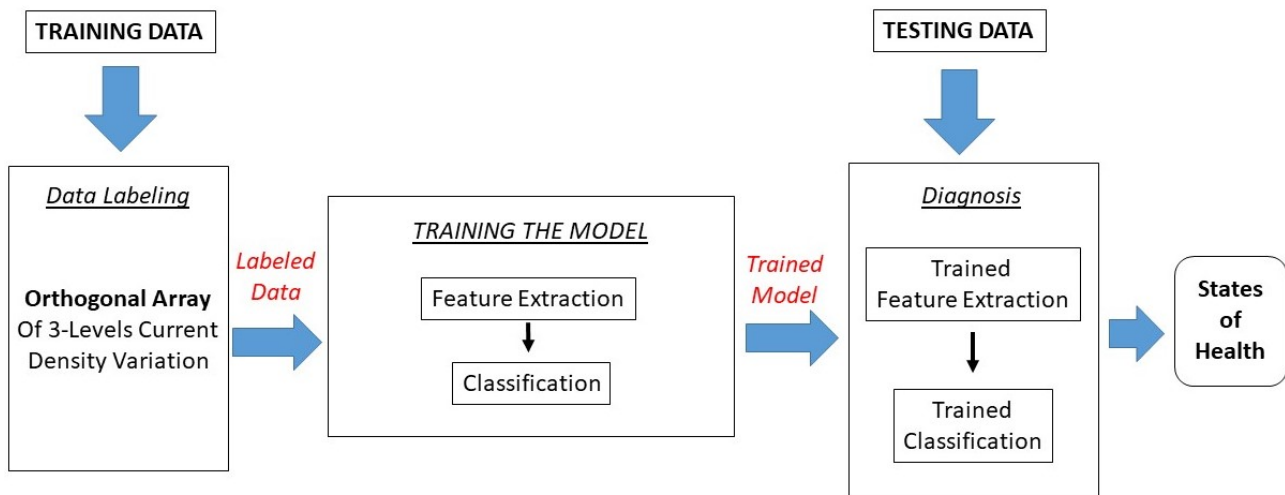 TRAINING DATA
TESTING DATA
Data Labeling
Orthogonal Array
Of 3-Levels Current
Density Variation
Labeled
Data
TRAINING THE MODEL
Feature Extraction
Classification
Trained
Model
Diagnosis
Trained
Feature Extraction
Trained
Classification
States
of
Health